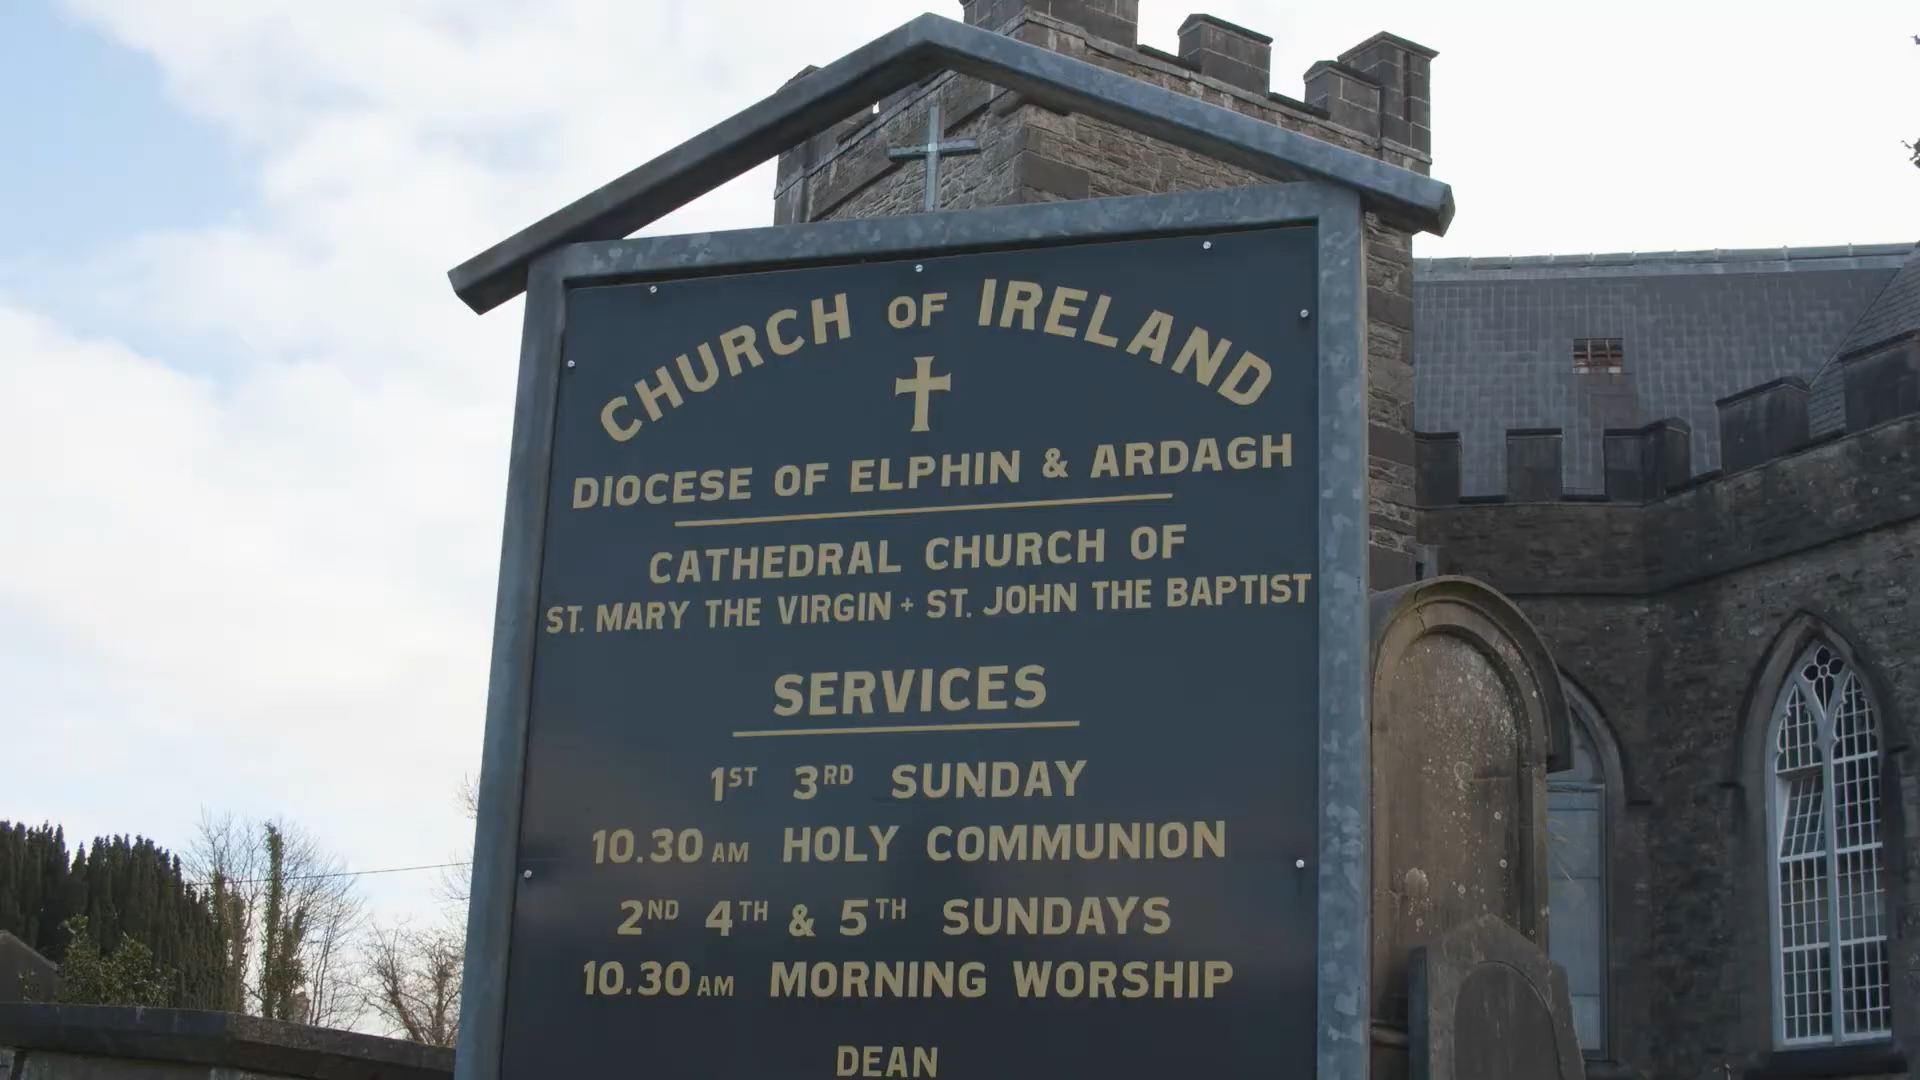 CHURCH OF IRELAND
DIOCESE OF ELPHIN & ARDAGH
CATHEDRAL CHURCH OF
ST. MARY THE VIRGIN + ST. JOHN THE BAPTIST
SERVICES
1ST 3RD SUNDAY
10.30 AM HOLY COMMUNION
2ND 4TH & 5TH SUNDAYS
10.30 AM MORNING WORSHIP
DEAN